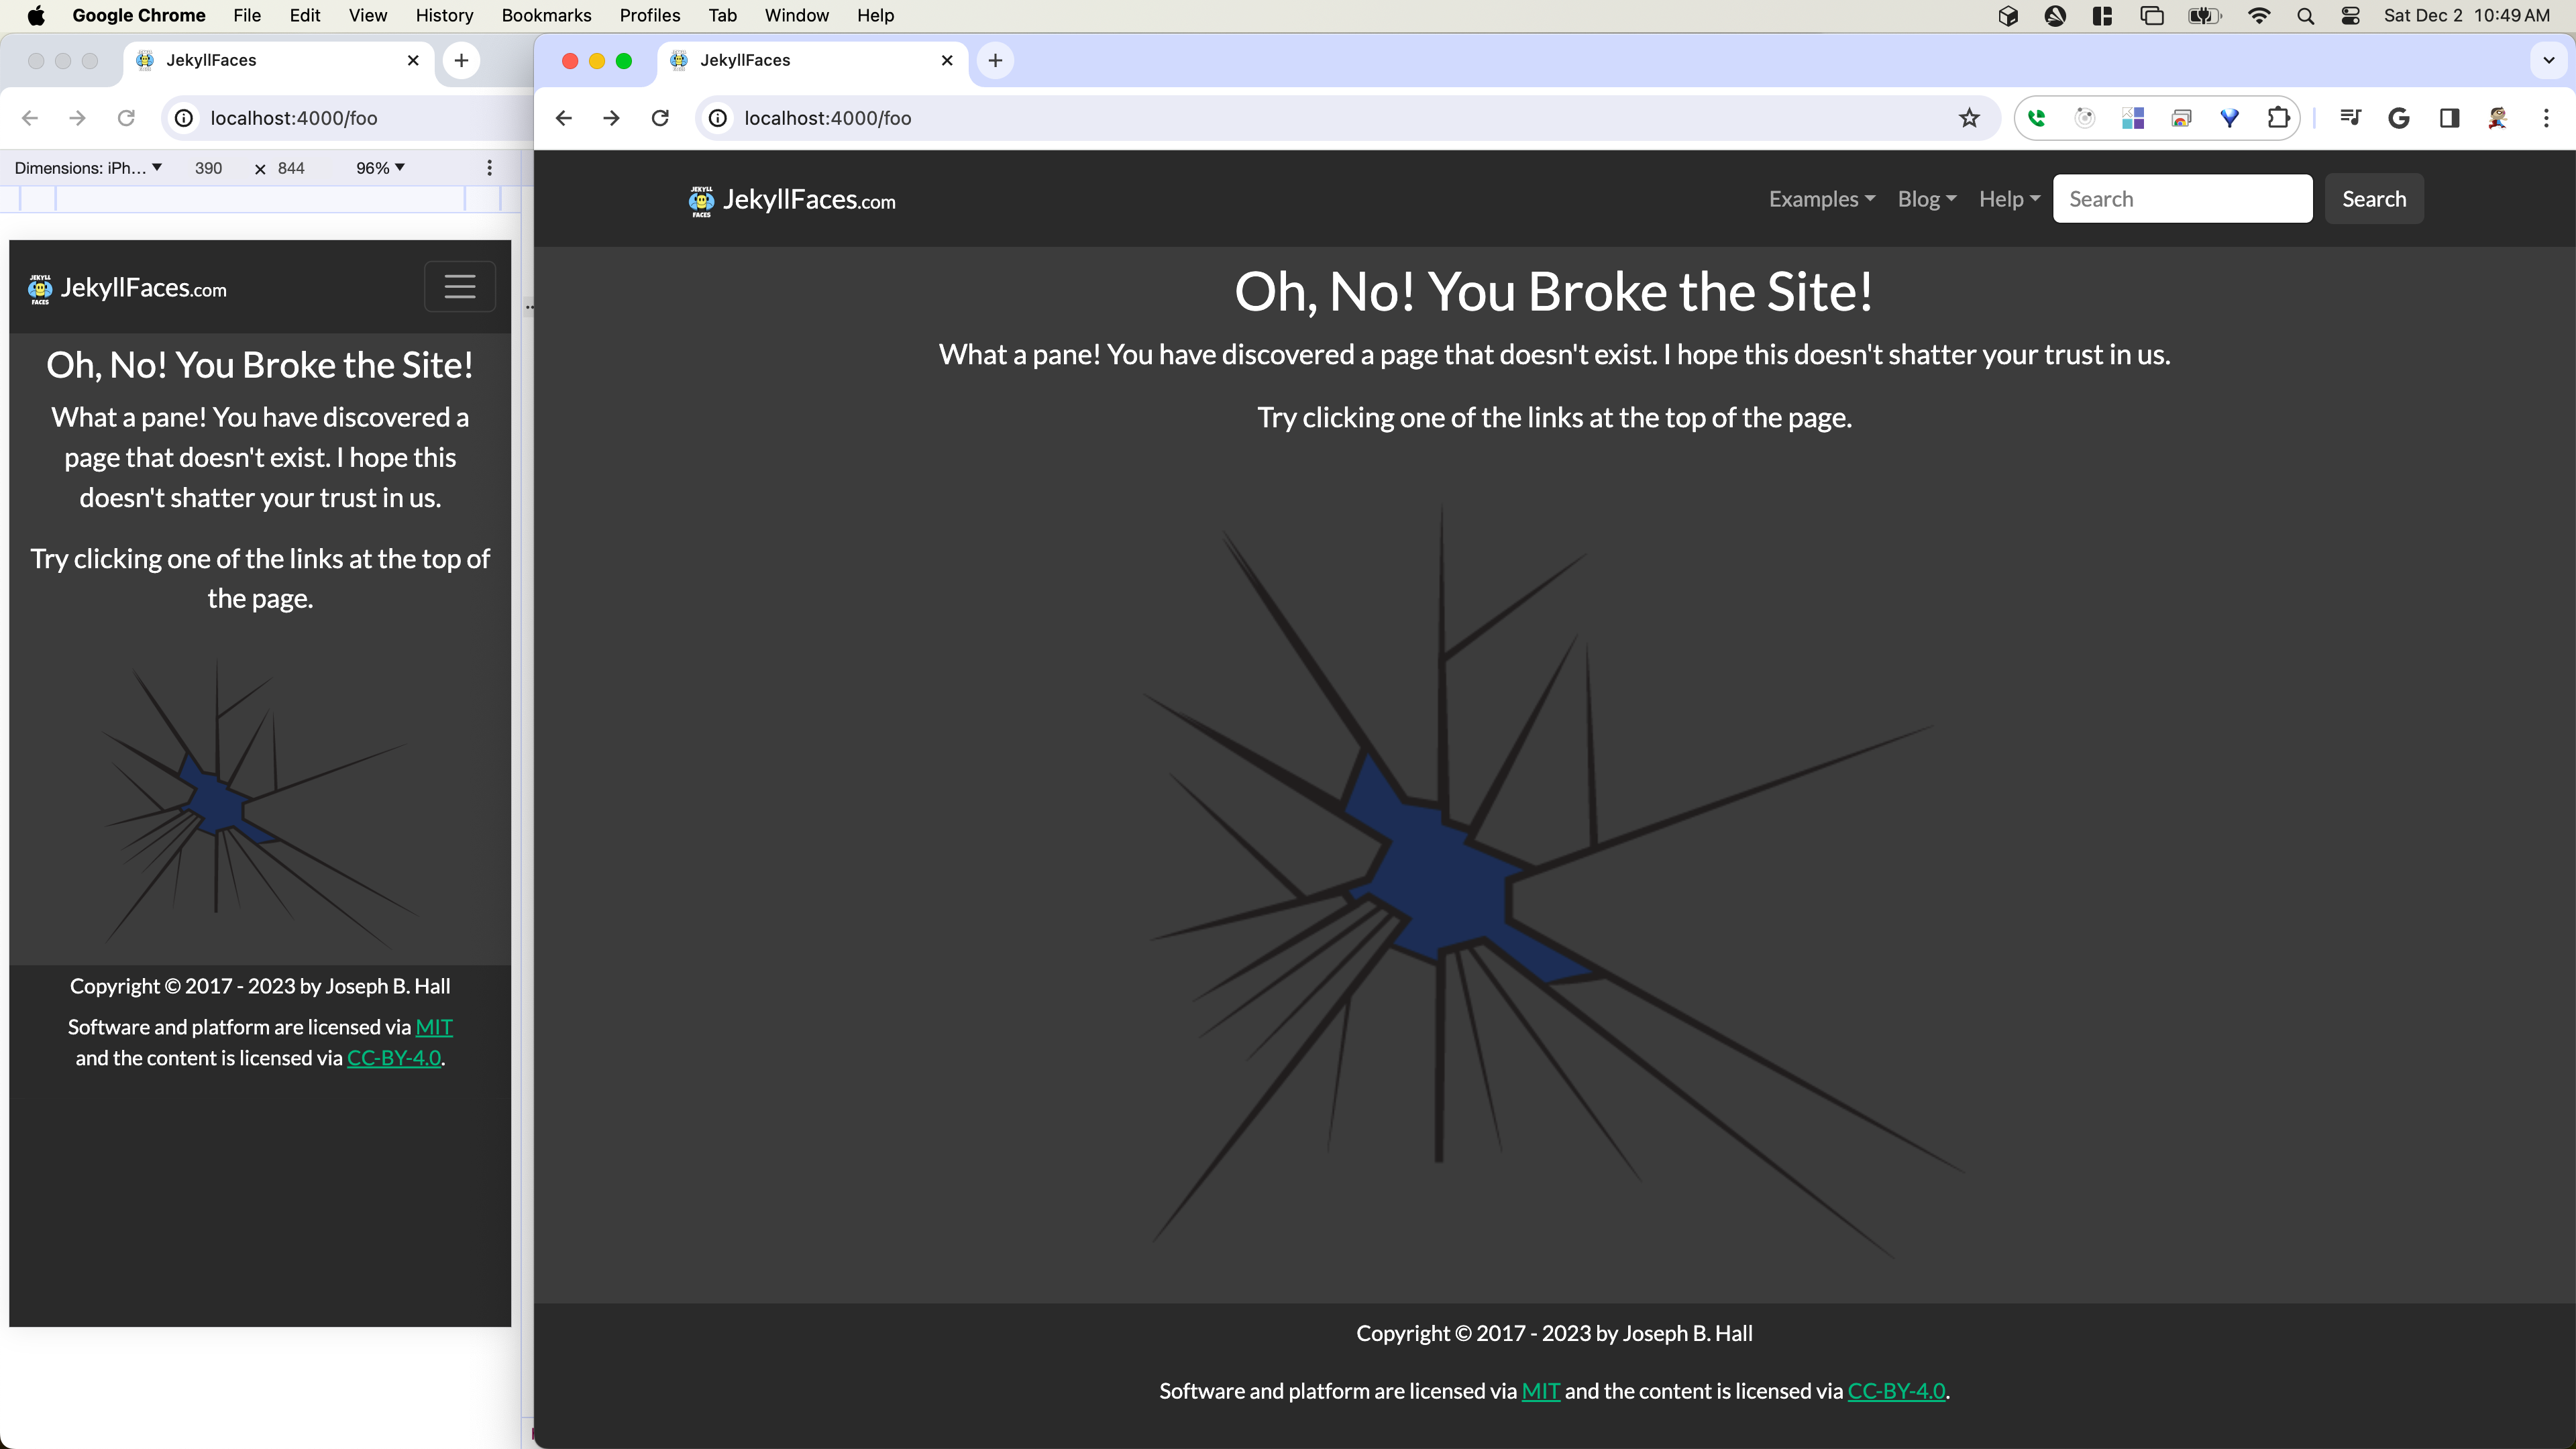 Google Chrome File Edit View History Bookmarks Profiles Tab Window Help
Sat Dec 2 10:49 AM
JekyllFaces
localhost:4000/foo
Dimensions: iPh... 390 × 844 96%
JEKYLL
FACES
JekyllFaces.com
Oh, No! You Broke the Site!
What a pane! You have discovered a
page that doesn't exist. I hope this
doesn't shatter your trust in us.
Try clicking one of the links at the top of
the page.
Copyright © 2017 - 2023 by Joseph B. Hall
Software and platform are licensed via MIT
and the content is licensed via CC-BY-4.0.
JekyllFaces
localhost:4000/foo
JEKYLL
FACES
JekyllFaces.com
Examples Blog Help Search Search
Oh, No! You Broke the Site!
What a pane! You have discovered a page that doesn't exist. I hope this doesn't shatter your trust in us.
Try clicking one of the links at the top of the page.
Copyright © 2017 - 2023 by Joseph B. Hall
Software and platform are licensed via MIT and the content is licensed via CC-BY-4.0.